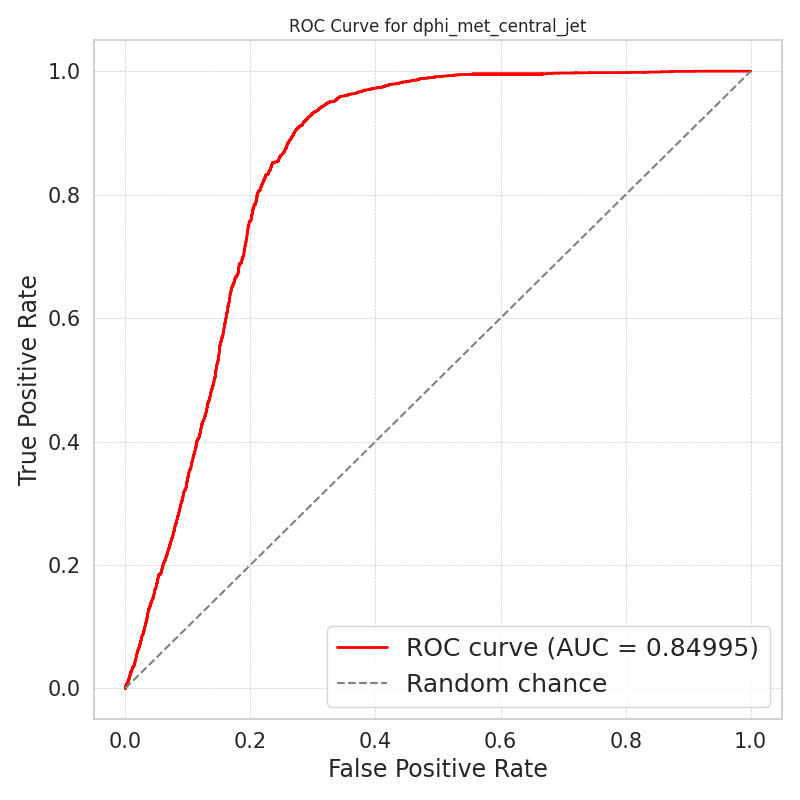 ROC Curve for dphi_met_central_jet
True Positive Rate
1.0
0.8
0.6
0.4
0.2
0.0
ROC curve (AUC = 0.84995)
Random chance
0.0 0.2 0.4 0.6 0.8 1.0
False Positive Rate